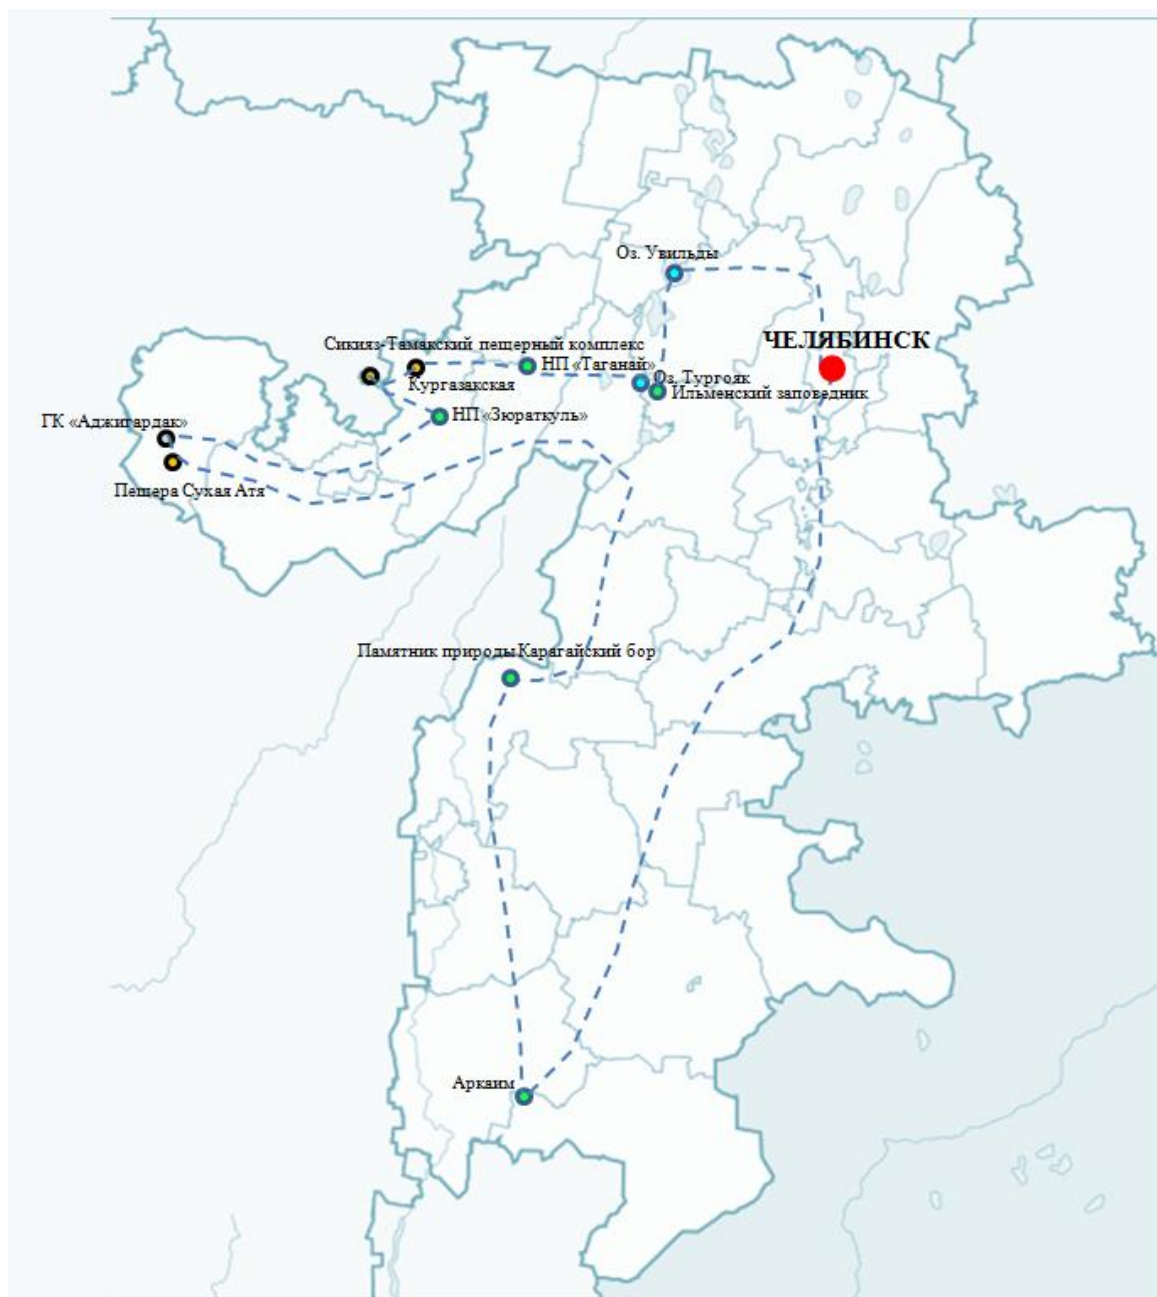 Оз. Увильды
ЧЕЛЯБИНСК
Сикияз-Тамакский пещерный комплекс
НП «Таганай»
Оз. Тургояк
Кургазакская
Ильменский заповедник
ГК «Аджигардак»
НП «Зюраткуль»
Пещера Сухая Атя
Памятник природы Карагайский бор
Аркаим